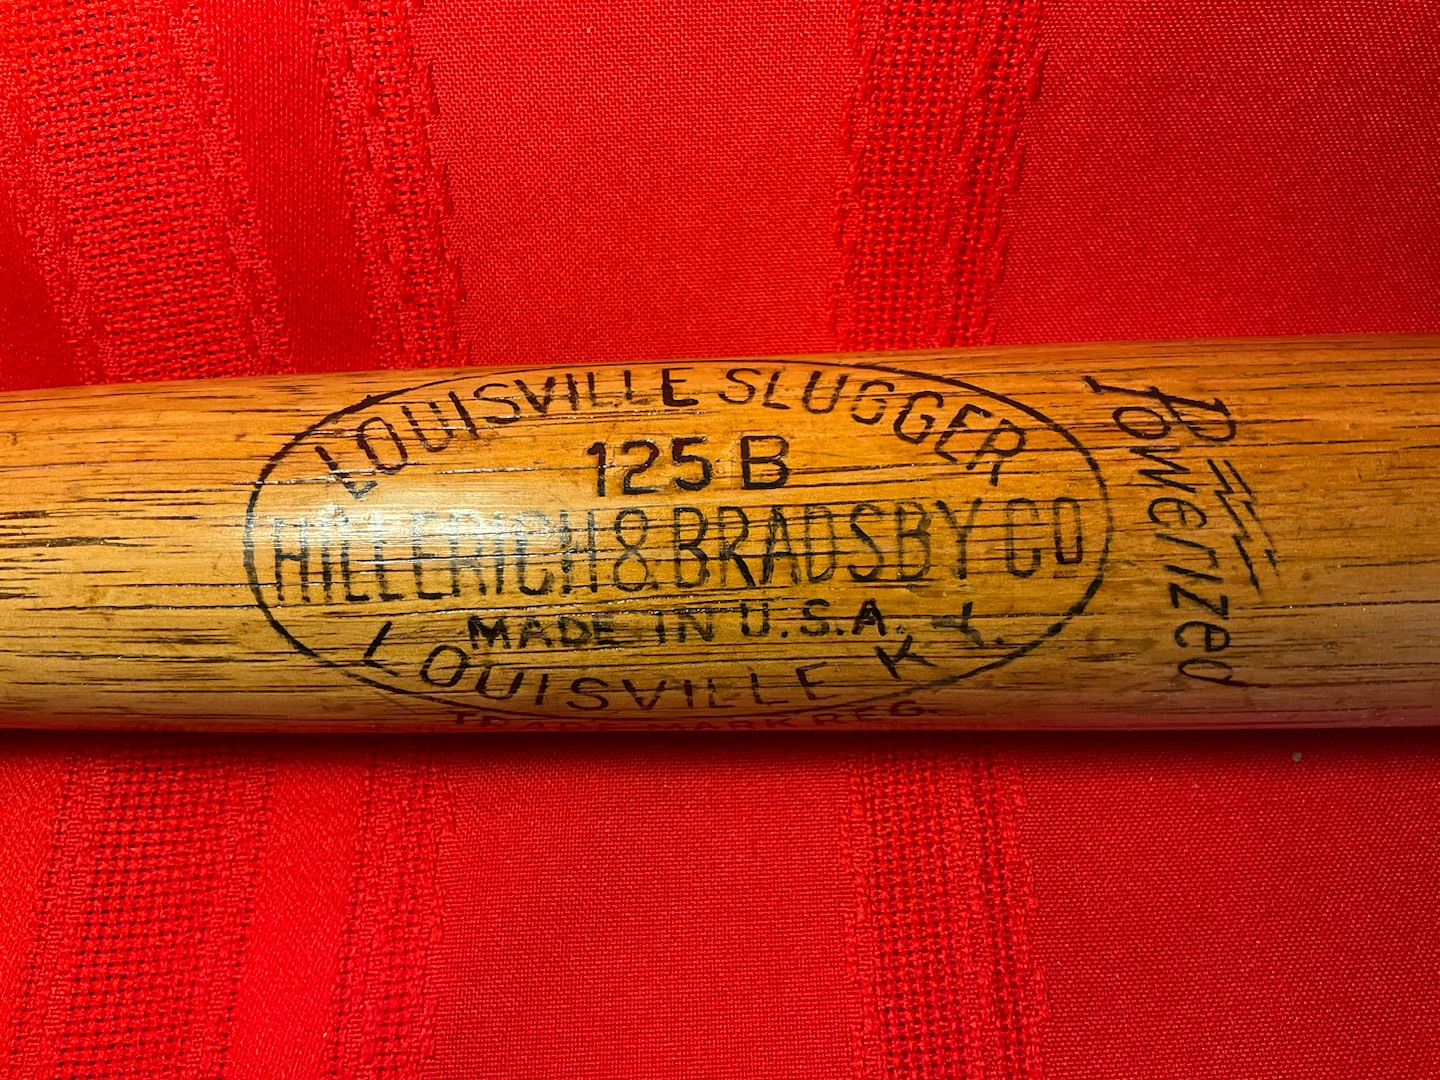 LOUISVILLE SLUGGER
125 B
HILLERICH & BRADSBY CO
MADE IN U.S.A.
LOUISVILLE KY.
TRADE MARK REG.
Powerized